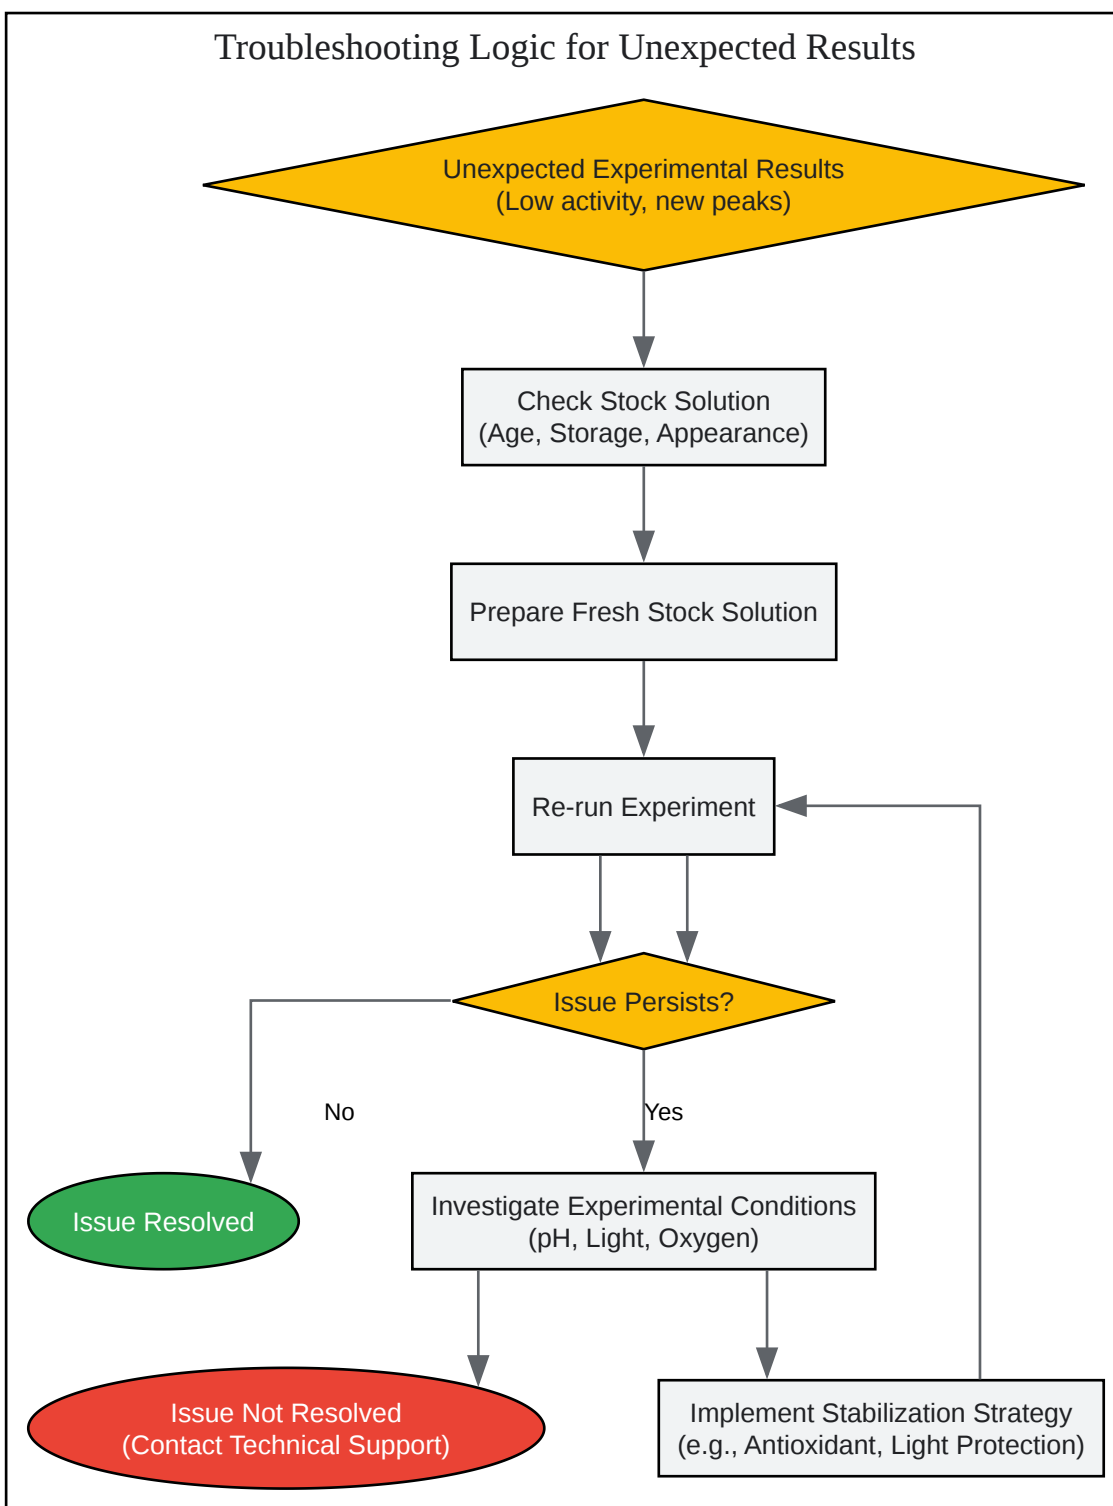 Troubleshooting Logic for Unexpected Results
Unexpected Experimental Results
(Low activity, new peaks)
Check Stock Solution
(Age, Storage, Appearance)
Prepare Fresh Stock Solution
Re-run Experiment
Issue Persists?
No
Yes
Issue Resolved
Investigate Experimental Conditions
(pH, Light, Oxygen)
Issue Not Resolved
(Contact Technical Support)
Implement Stabilization Strategy
(e.g., Antioxidant, Light Protection)